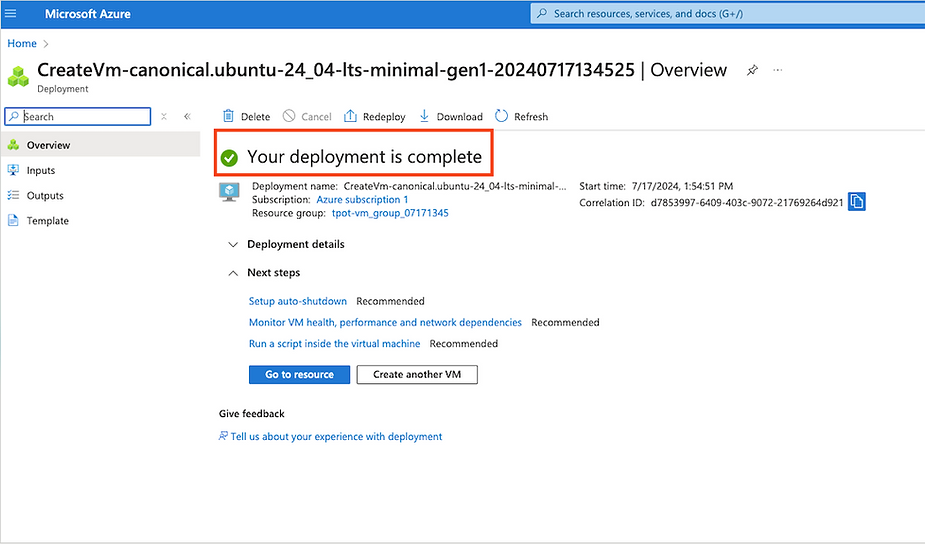 Microsoft Azure
Search resources, services, and docs (G+/)
Home
CreateVm-canonical.ubuntu-24_04-lts-minimal-gen1-20240717134525 | Overview
Deployment
Search
Delete Cancel Redeploy Download Refresh
Overview
Inputs
Outputs
Template
Your deployment is complete
Deployment name: CreateVm-canonical.ubuntu-24_04-lts-minimal-...
Subscription: Azure subscription 1
Resource group: tpot-vm_group_07171345
Start time: 7/17/2024, 1:54:51 PM
Correlation ID: d7853997-6409-403c-9072-21769264d921
Deployment details
Next steps
Setup auto-shutdown Recommended
Monitor VM health, performance and network dependencies Recommended
Run a script inside the virtual machine Recommended
Go to resource Create another VM
Give feedback
Tell us about your experience with deployment